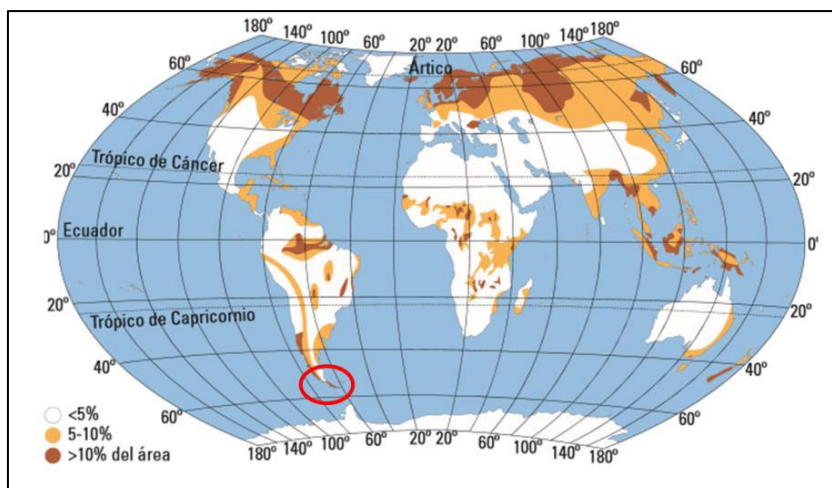 180º 140º 100º 60º 20º 20º 60º 100º 140º 180º
60º Ártico 60º
40º 40º
Trópico de Cáncer
20º 20º
Ecuador
0º 0º
20º 20º
Trópico de Capricornio
40º 40º
<5%
60º 60º
5-10%
>10% del área
180º 140º 100º 60º 20º 20º 60º 100º 140º 180º